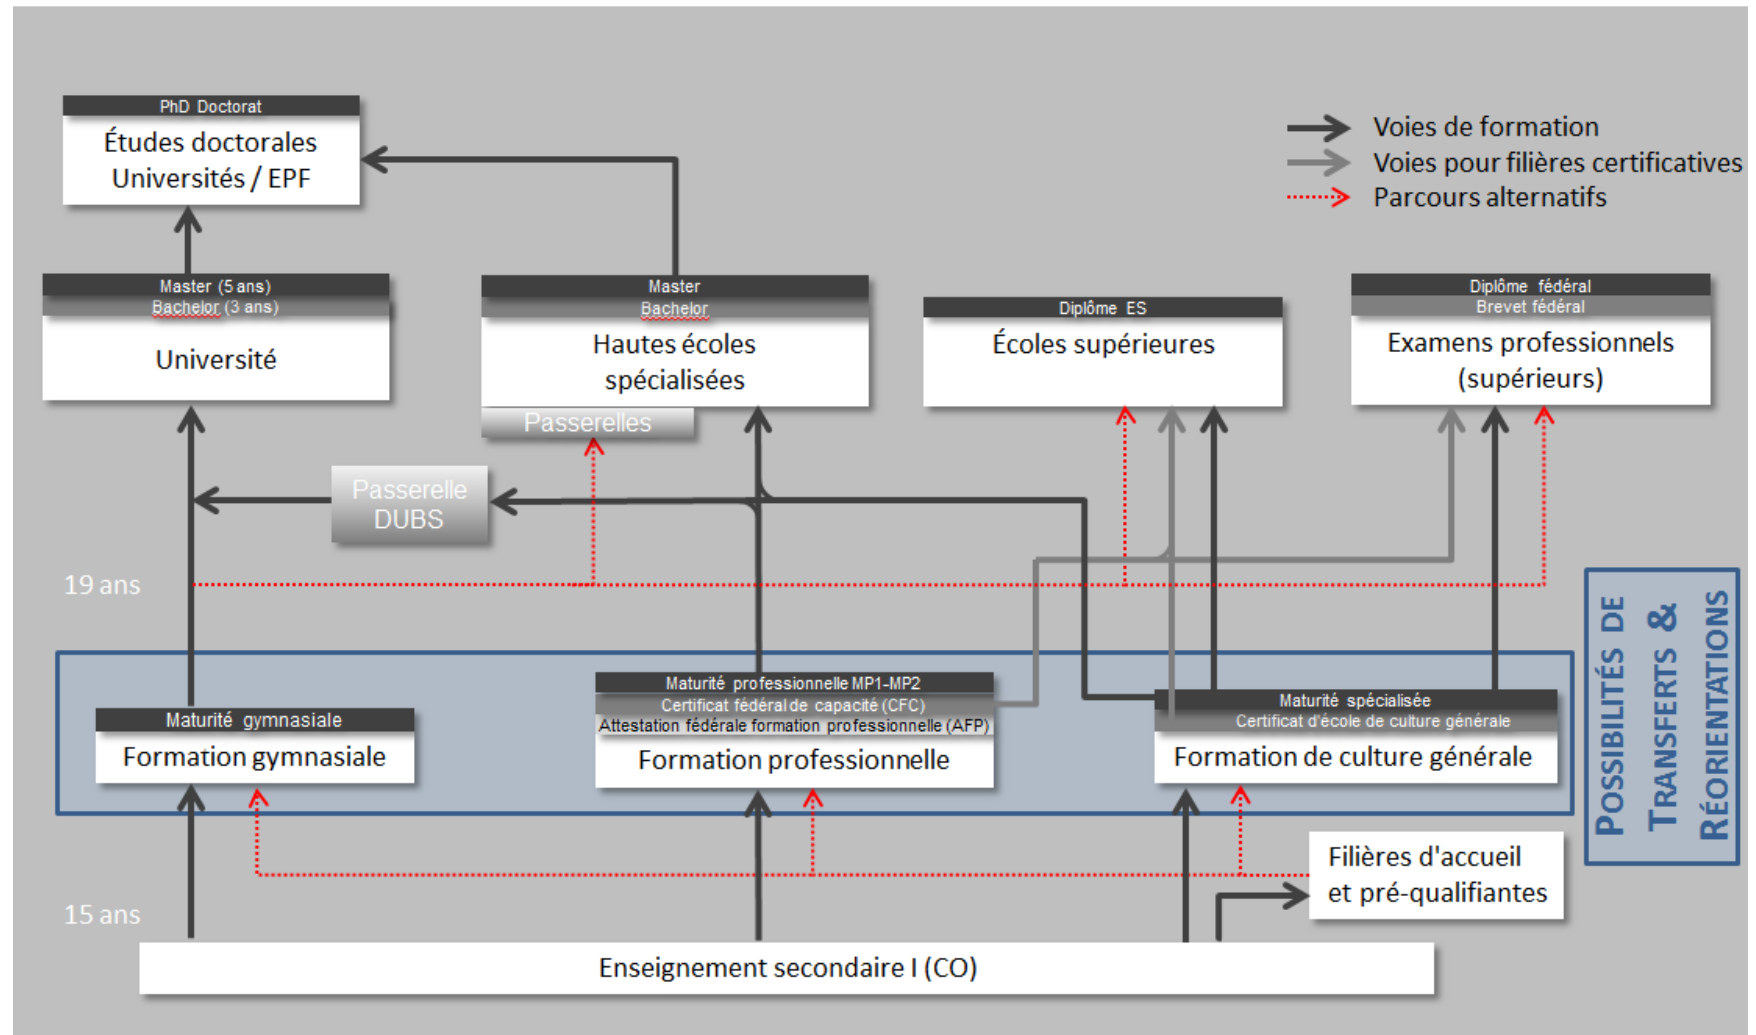 PhD Doctorat
Études doctorales
Universités / EPF
Voies de formation
Voies pour filières certificatives
Parcours alternatifs
Master (5 ans)
Bachelor (3 ans)
Université
Master
Bachelor
Hautes écoles
spécialisées
Passerelles
Diplôme ES
Écoles supérieures
Diplôme fédéral
Brevet fédéral
Examens professionnels
(supérieurs)
Passerelle
DUBS
19 ans
Maturité gymnasiale
Formation gymnasiale
Maturité professionnelle MP1-MP2
Certificat fédéral de capacité (CFC)
Attestation fédérale formation professionnelle (AFP)
Formation professionnelle
Maturité spécialisée
Certificat d'école de culture générale
Formation de culture générale
POSSIBILITÉS DE
TRANSFERTS &
RÉORIENTATIONS
Filières d'accueil
et pré-qualifiantes
15 ans
Enseignement secondaire I (CO)